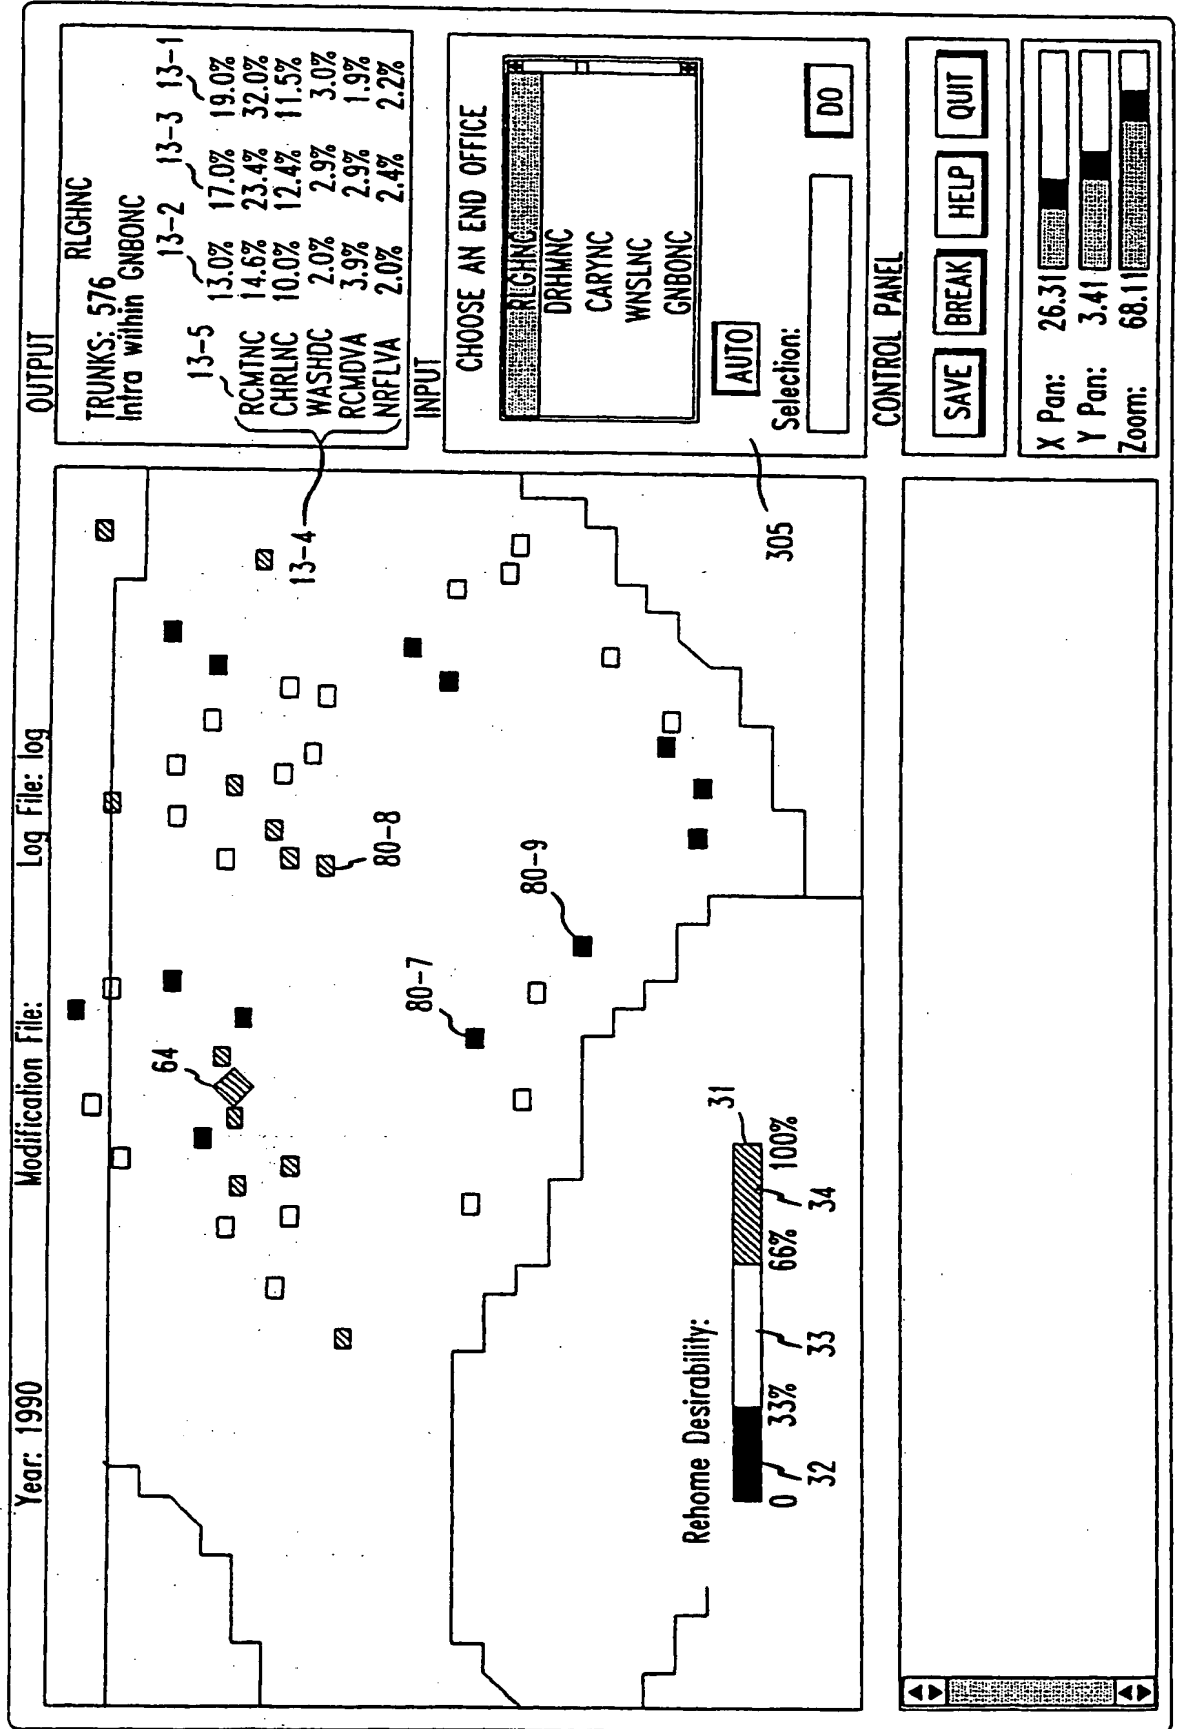 Year: 1990 Modification File: Log File: log
OUTPUT
RLGHNC
TRUNKS: 576
Intra within GNBONC
13-5 13-2 13-3 13-1
RCMTNC 13.0% 17.0% 19.0%
CHRLNC 14.6% 23.4% 32.0%
WASHDC 10.0% 12.4% 11.5%
RCMDVA 2.0% 2.9% 3.0%
NRFLVA 3.9% 2.9% 1.9%
2.0% 2.4% 2.2%
13-4
INPUT
CHOOSE AN END OFFICE
RLGHNC
DRHMNC
CARYNC
WNSLNC
GNBONC
AUTO
Selection:
DO
305
CONTROL PANEL
SAVE BREAK HELP QUIT
X Pan: 26.31
Y Pan: 3.41
Zoom: 68.11
64
80-8
80-7
80-9
Rehome Desirability:
31
0 33% 66% 100%
32 33 34